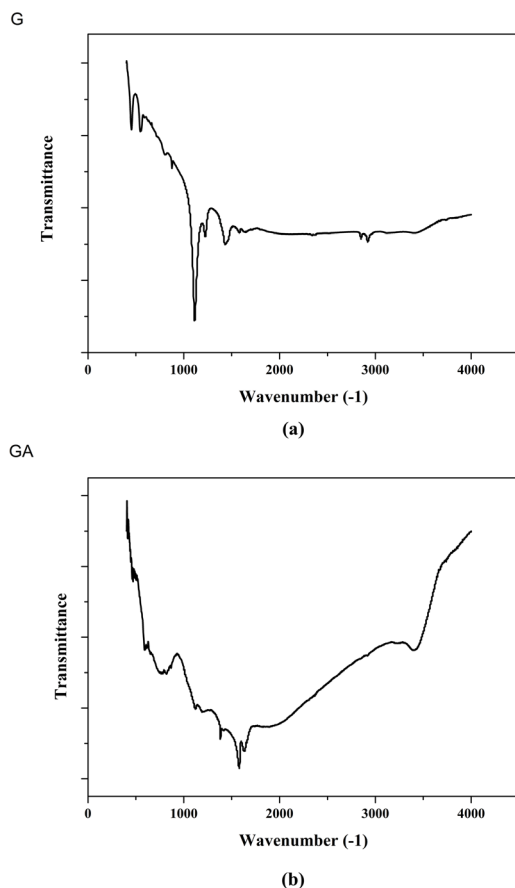 G
Transmittance
0 1000 2000 3000 4000
Wavenumber (-1)
(a)
GA
Transmittance
0 1000 2000 3000 4000
Wavenumber (-1)
(b)